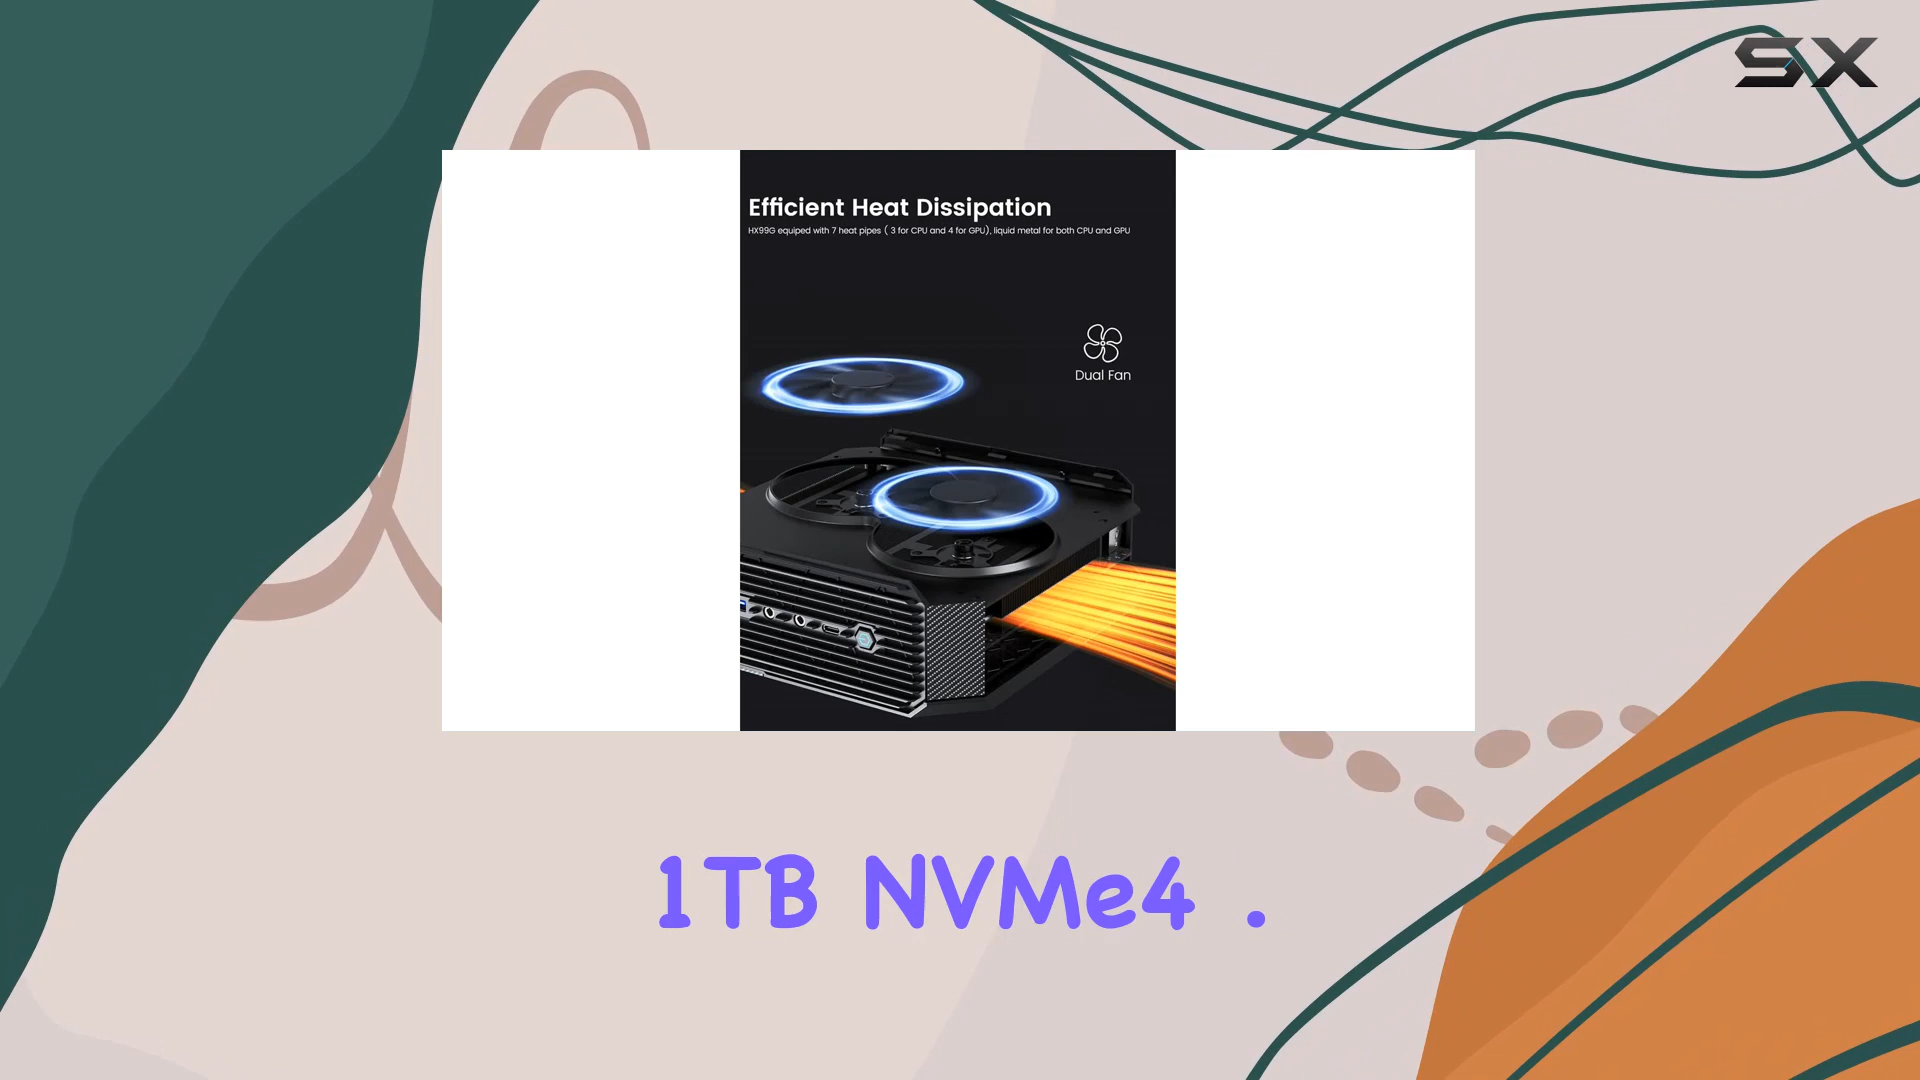 SX
Efficient Heat Dissipation
HX99G equiped with 7 heat pipes ( 3 for CPU and 4 for GPU), liquid metal for both CPU and GPU
Dual Fan
1TB NVMe4 .